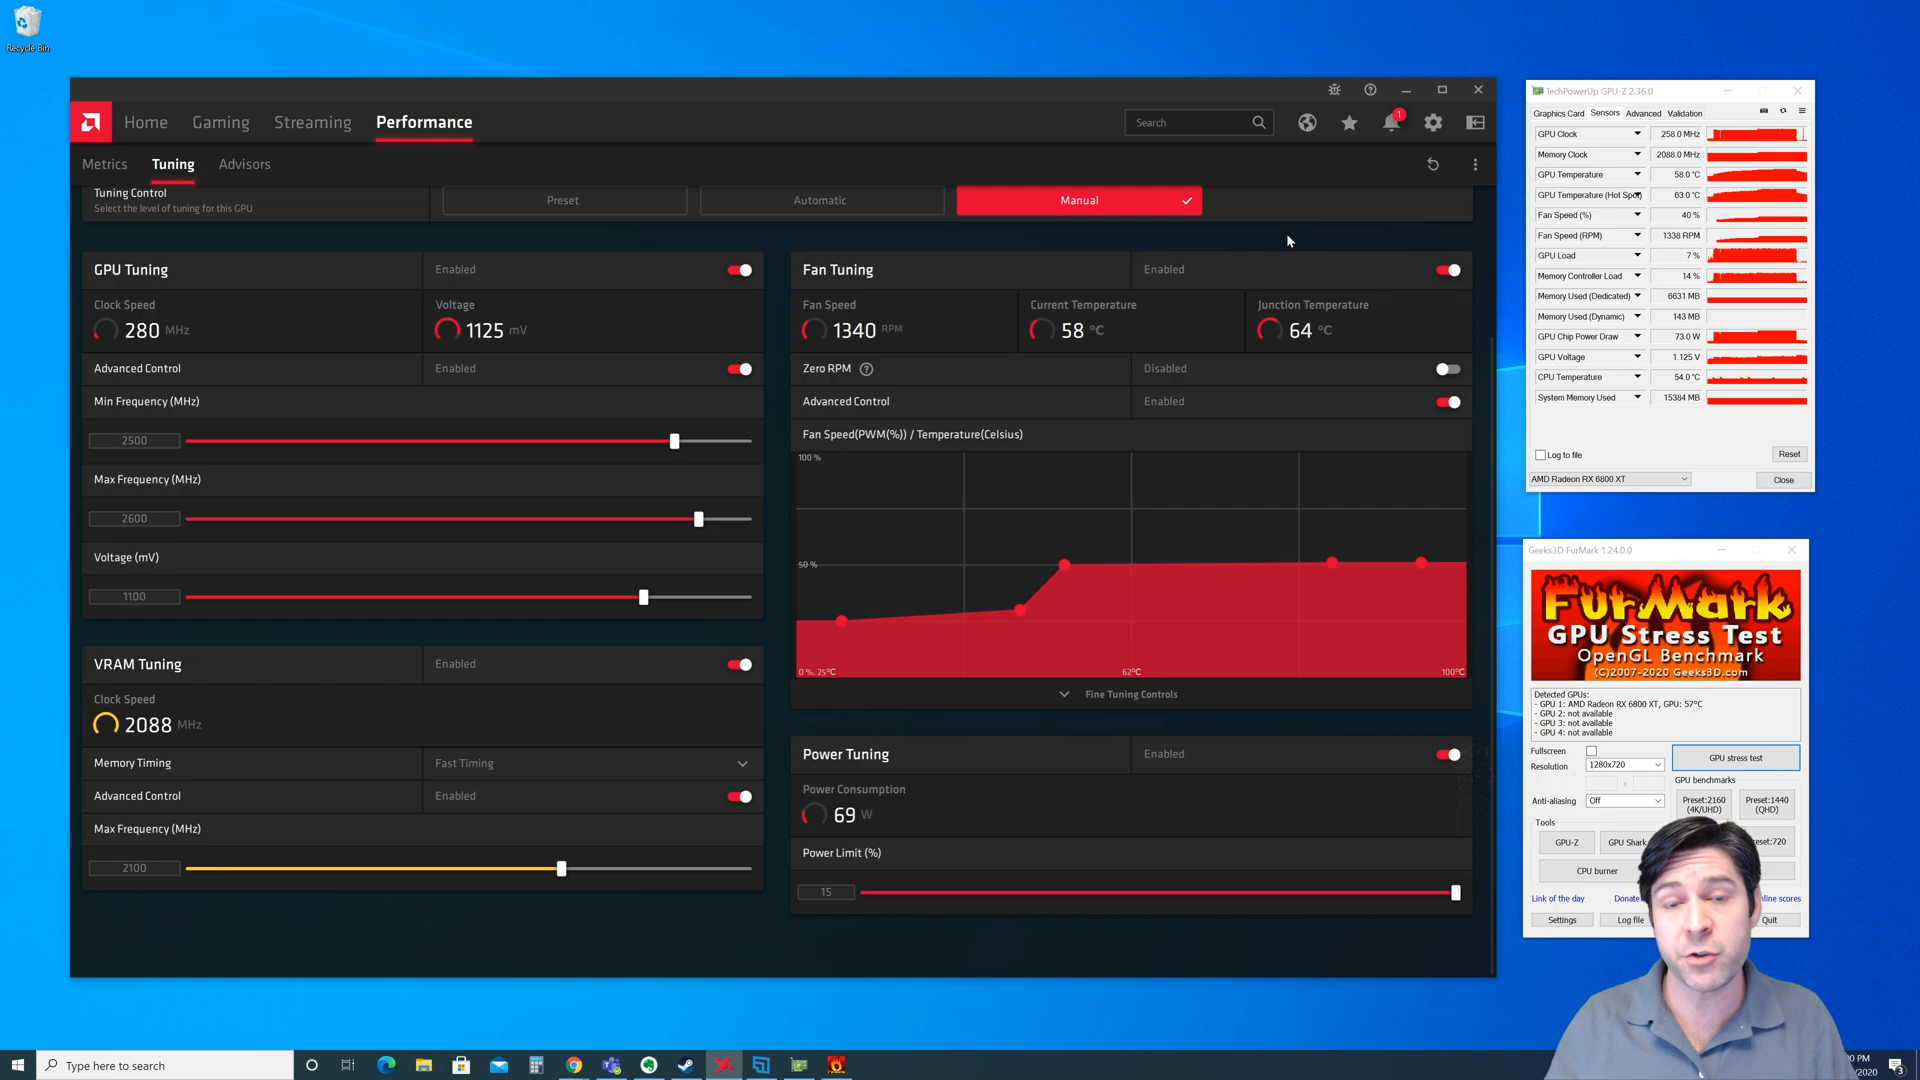 Recycle Bin
Home
Gaming
Streaming
Performance
Search
1
Metrics
Tuning
Advisors
Tuning Control
Select the level of tuning for this GPU
Preset
Automatic
Manual
GPU Tuning
Enabled
Clock Speed
280 MHz
Voltage
1125 mV
Advanced Control
Enabled
Min Frequency (MHz)
2500
Max Frequency (MHz)
2600
Voltage (mV)
1100
VRAM Tuning
Enabled
Clock Speed
2088 MHz
Memory Timing
Fast Timing
Advanced Control
Enabled
Max Frequency (MHz)
2100
Fan Tuning
Enabled
Fan Speed
1340 RPM
Current Temperature
58 °C
Junction Temperature
64 °C
Zero RPM
Disabled
Advanced Control
Enabled
Fan Speed(PWM(%)) / Temperature(Celsius)
100 %
50 %
0 %, 25°C
62°C
100°C
Fine Tuning Controls
Power Tuning
Enabled
Power Consumption
69 W
Power Limit (%)
15
TechPowerUp GPU-Z 2.36.0
Graphics Card
Sensors
Advanced
Validation
GPU Clock 258.0 MHz
Memory Clock 2088.0 MHz
GPU Temperature 58.0 °C
GPU Temperature (Hot Spot) 63.0 °C
Fan Speed (%) 40 %
Fan Speed (RPM) 1338 RPM
GPU Load 7 %
Memory Controller Load 14 %
Memory Used (Dedicated) 6631 MB
Memory Used (Dynamic) 143 MB
GPU Chip Power Draw 73.0 W
GPU Voltage 1.125 V
CPU Temperature 54.0 °C
System Memory Used 15384 MB
Log to file
Reset
AMD Radeon RX 6800 XT
Close
Geeks3D FurMark 1.24.0.0
FurMark
GPU Stress Test
OpenGL Benchmark
(C)2007-2020 Geeks3D.com
Detected GPUs:
- GPU 1: AMD Radeon RX 6800 XT, GPU: 57°C
- GPU 2: not available
- GPU 3: not available
- GPU 4: not available
Fullscreen
Resolution
1280x720
x
Anti-aliasing
Off
GPU stress test
GPU benchmarks
Preset:2160
(4K/UHD)
Preset:1440
(QHD)
reset:720
Tools
GPU-Z
GPU Shark
CPU burner
Link of the day
Donate
nline scores
Settings
Log file
Quit
Type here to search
0 PM
/2020
3